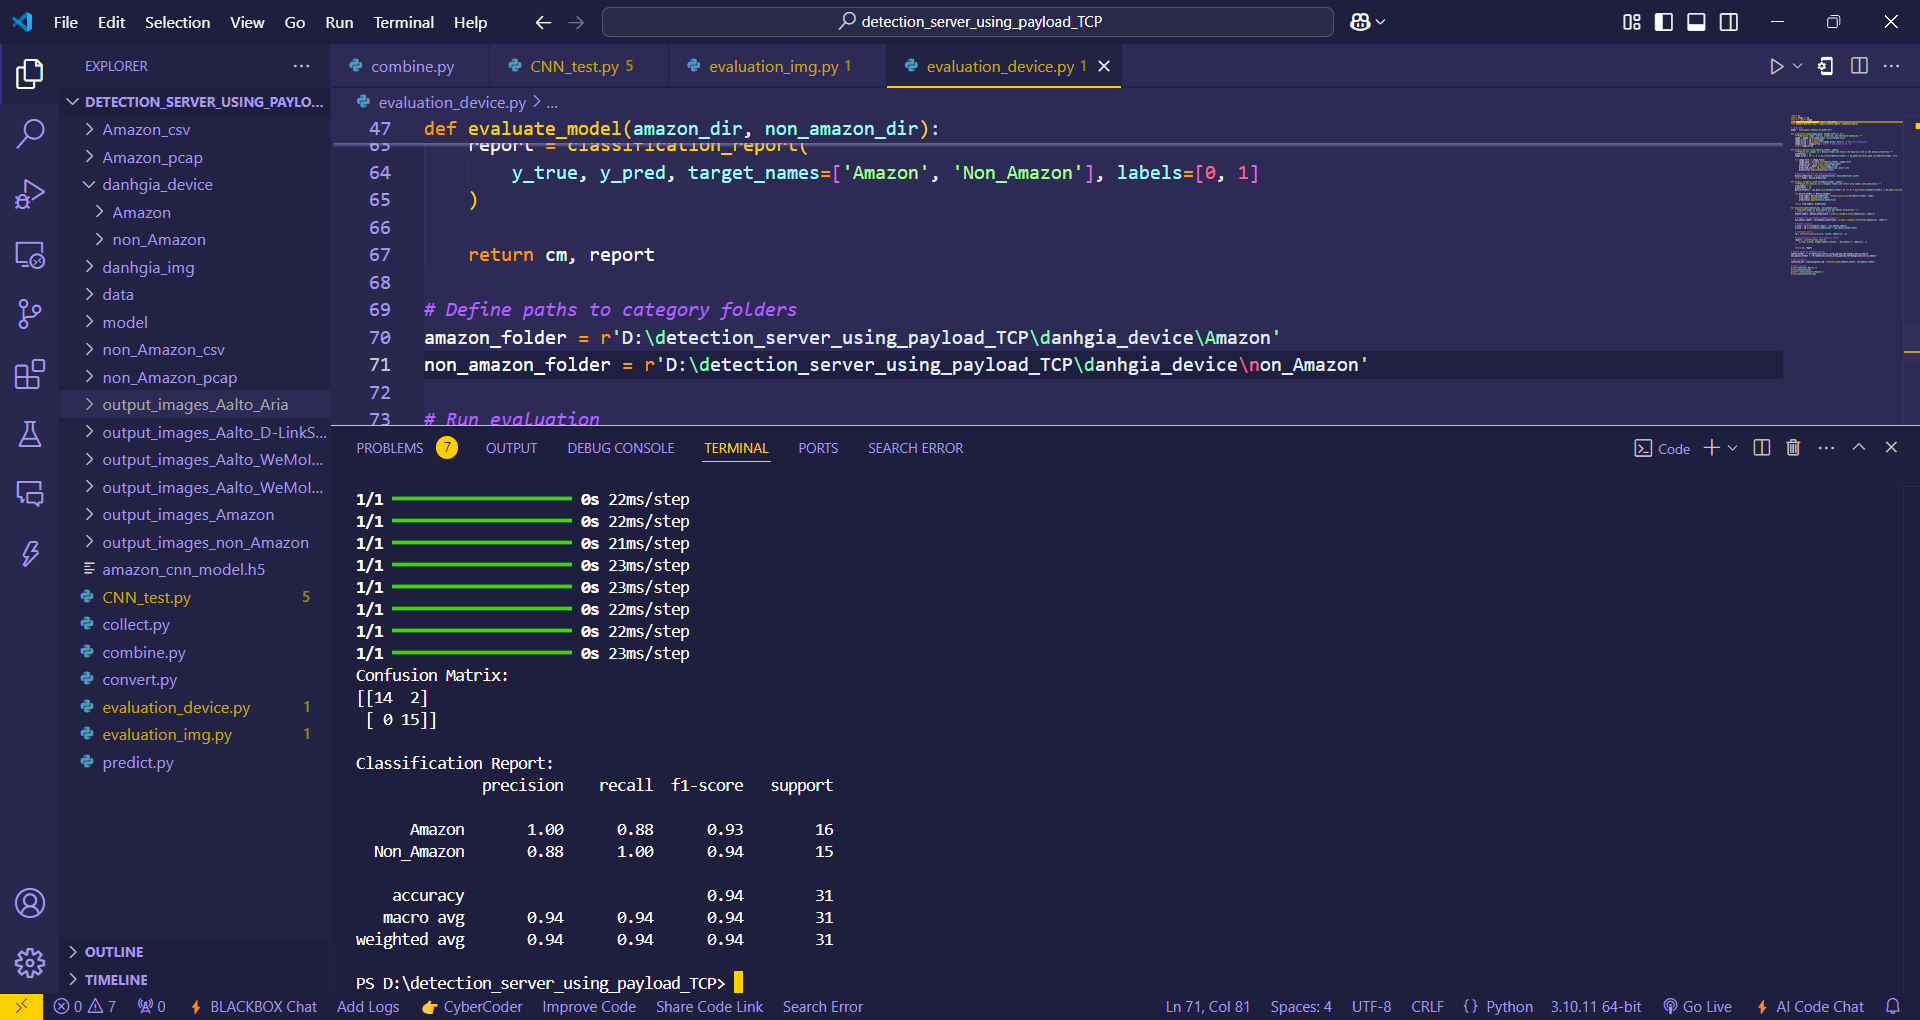 File Edit Selection View Go Run Terminal Help
detection_server_using_payload_TCP
EXPLORER
DETECTION_SERVER_USING_PAYLO...
Amazon_csv
Amazon_pcap
danhgia_device
Amazon
non_Amazon
danhgia_img
data
model
non_Amazon_csv
non_Amazon_pcap
output_images_Aalto_Aria
output_images_Aalto_D-LinkS...
output_images_Aalto_WeMoI...
output_images_Aalto_WeMoI...
output_images_Amazon
output_images_non_Amazon
amazon_cnn_model.h5
CNN_test.py 5
collect.py
combine.py
convert.py
evaluation_device.py 1
evaluation_img.py 1
predict.py
OUTLINE
TIMELINE
combine.py CNN_test.py 5 evaluation_img.py 1 evaluation_device.py 1
evaluation_device.py > ...
47 def evaluate_model(amazon_dir, non_amazon_dir):
63 report = classification_report(
64 y_true, y_pred, target_names=['Amazon', 'Non_Amazon'], labels=[0, 1]
65 )
66
67 return cm, report
68
69 # Define paths to category folders
70 amazon_folder = r'D:\detection_server_using_payload_TCP\danhgia_device\Amazon'
71 non_amazon_folder = r'D:\detection_server_using_payload_TCP\danhgia_device\non_Amazon'
72
73 # Run evaluation
PROBLEMS 7 OUTPUT DEBUG CONSOLE TERMINAL PORTS SEARCH ERROR Code
1/1 0s 22ms/step
1/1 0s 22ms/step
1/1 0s 21ms/step
1/1 0s 23ms/step
1/1 0s 23ms/step
1/1 0s 22ms/step
1/1 0s 22ms/step
1/1 0s 23ms/step
Confusion Matrix:
[[14 2]
[ 0 15]]
Classification Report:
precision recall f1-score support
Amazon 1.00 0.88 0.93 16
Non_Amazon 0.88 1.00 0.94 15
accuracy 0.94 31
macro avg 0.94 0.94 0.94 31
weighted avg 0.94 0.94 0.94 31
PS D:\detection_server_using_payload_TCP>
0 7 0 BLACKBOX Chat Add Logs CyberCoder Improve Code Share Code Link Search Error Ln 71, Col 81 Spaces: 4 UTF-8 CRLF {} Python 3.10.11 64-bit Go Live AI Code Chat